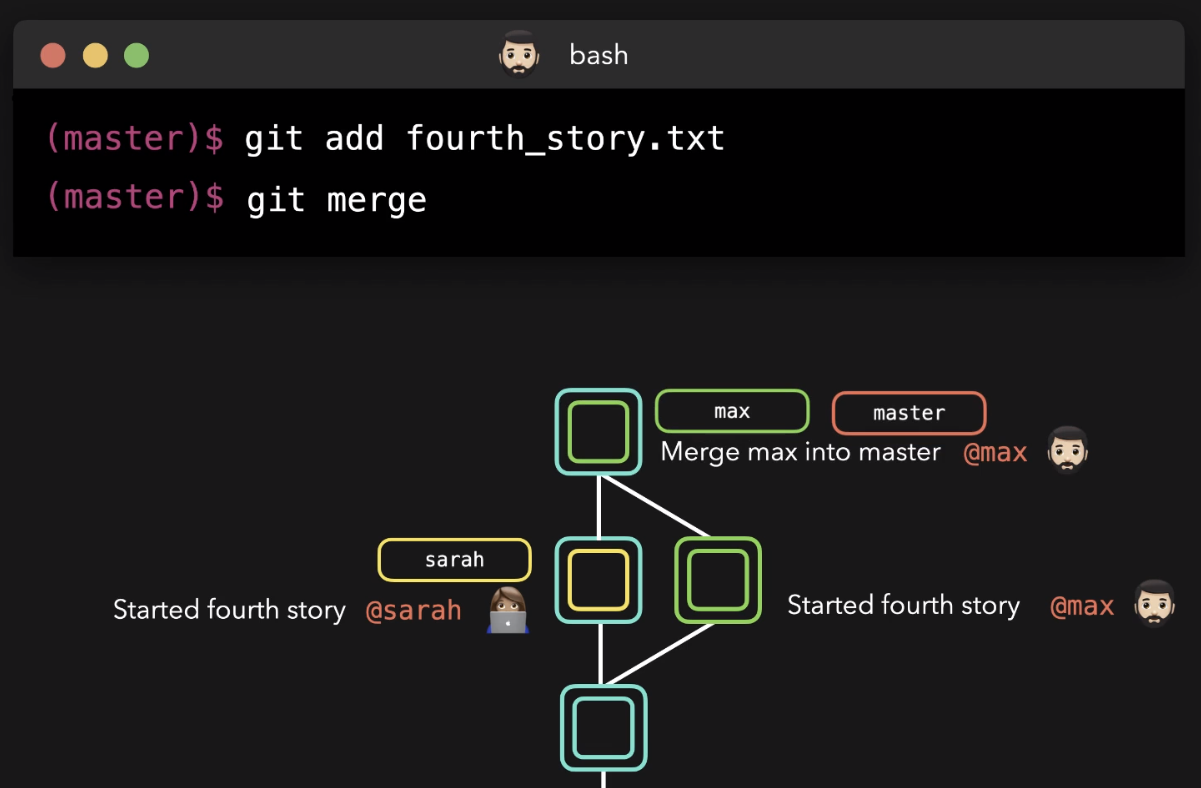 bash
(master)$ git add fourth_story.txt
(master)$ git merge
max
master
Merge max into master @max
sarah
Started fourth story @sarah
Started fourth story @max